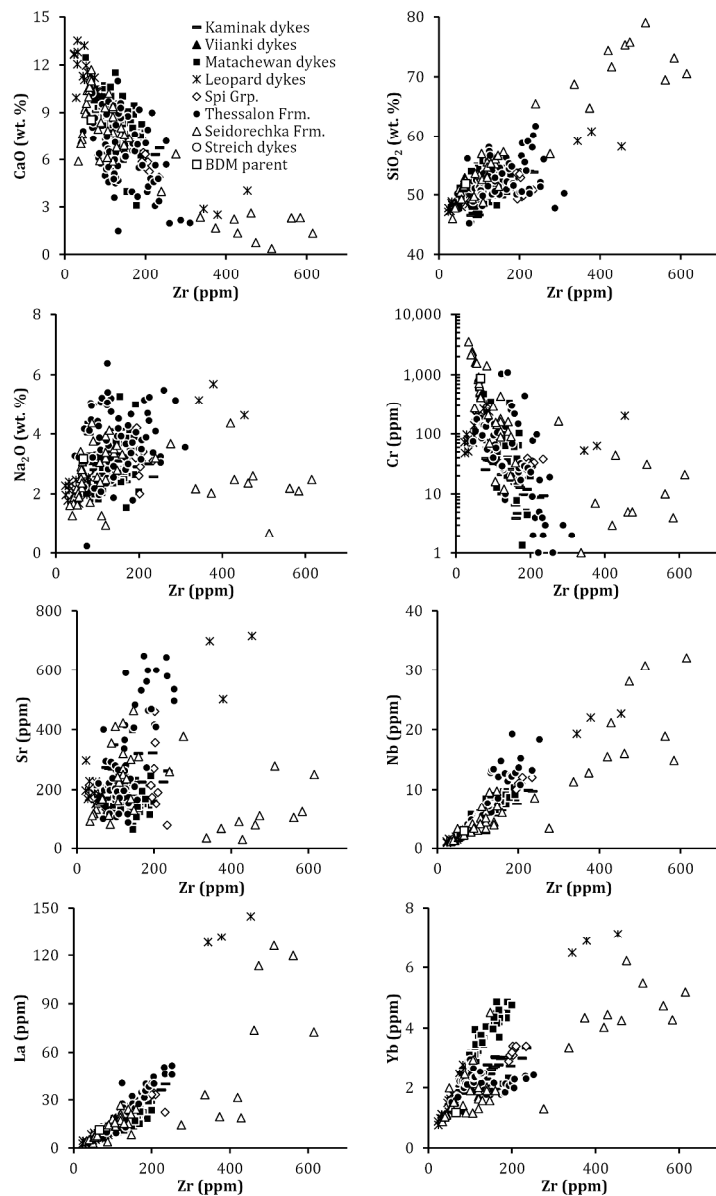 Kaminak dykes
Viianki dykes
Matachewan dykes
Leopard dykes
Spi Grp.
Thessalon Frm.
Seidorechka Frm.
Streich dykes
BDM parent
15
12
9
6
3
0
CaO (wt. %)
0 200 400 600
Zr (ppm)
80
70
60
50
40
SiO2 (wt. %)
0 200 400 600
Zr (ppm)
8
6
4
2
0
Na2O (wt. %)
0 200 400 600
Zr (ppm)
10,000
1,000
100
10
1
Cr (ppm)
0 200 400 600
Zr (ppm)
800
600
400
200
0
Sr (ppm)
0 200 400 600
Zr (ppm)
40
30
20
10
0
Nb (ppm)
0 200 400 600
Zr (ppm)
150
120
90
60
30
0
La (ppm)
0 200 400 600
Zr (ppm)
8
6
4
2
0
Yb (ppm)
0 200 400 600
Zr (ppm)